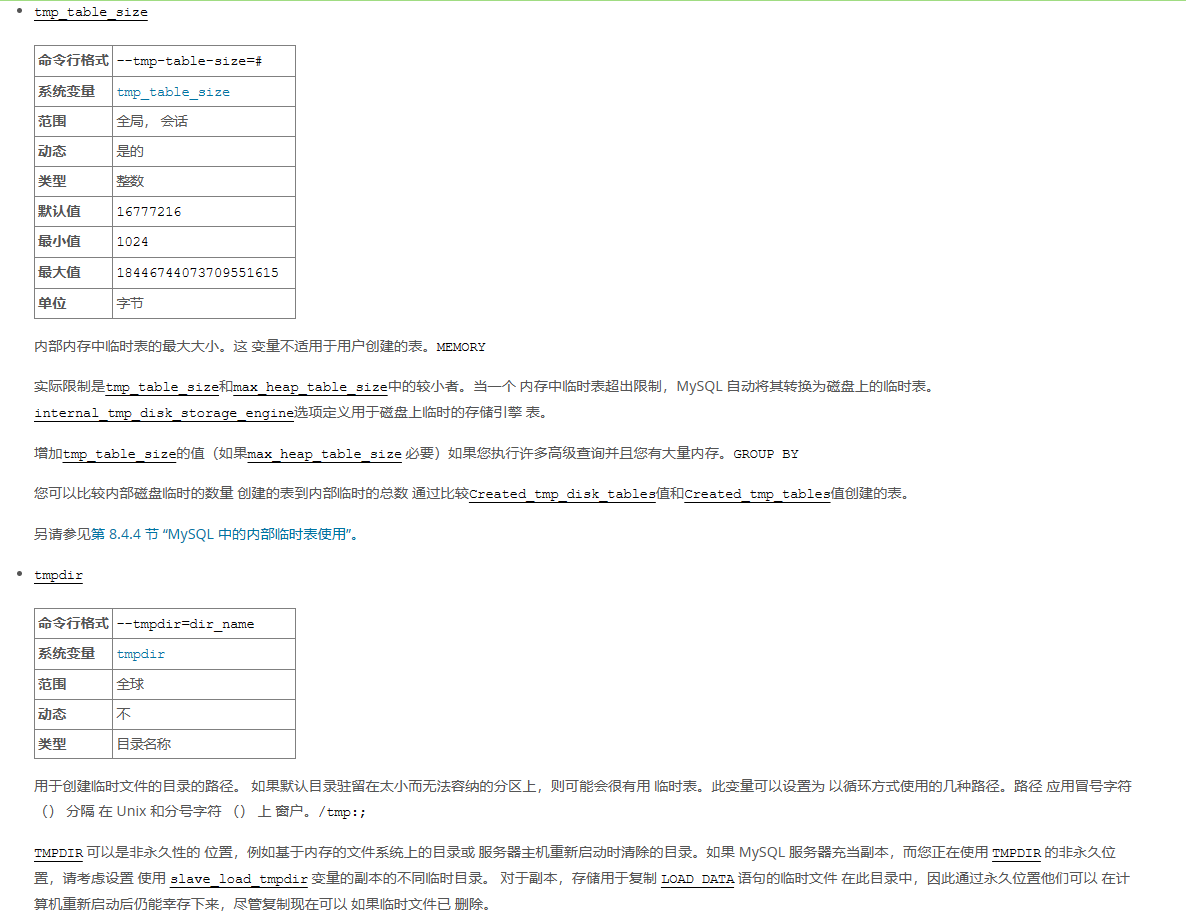 tmp_table_size
命令行格式 --tmp-table-size=#
系统变量 tmp_table_size
范围 全局， 会话
动态 是的
类型 整数
默认值 16777216
最小值 1024
最大值 18446744073709551615
单位 字节
内部内存中临时表的最大大小。这 变量不适用于用户创建的表。MEMORY
实际限制是tmp_table_size和max_heap_table_size中的较小者。当一个 内存中临时表超出限制，MySQL 自动将其转换为磁盘上的临时表。
internal_tmp_disk_storage_engine选项定义用于磁盘上临时的存储引擎 表。
增加tmp_table_size的值（如果max_heap_table_size 必要）如果您执行许多高级查询并且您有大量内存。GROUP BY
您可以比较内部磁盘临时的数量 创建的表到内部临时的总数 通过比较Created_tmp_disk_tables值和Created_tmp_tables值创建的表。
另请参见第 8.4.4 节 “MySQL 中的内部临时表使用”。
tmpdir
命令行格式 --tmpdir=dir_name
系统变量 tmpdir
范围 全球
动态 不
类型 目录名称
用于创建临时文件的目录的路径。 如果默认目录驻留在太小而无法容纳的分区上，则可能会很有用 临时表。此变量可以设置为 以循环方式使用的几种路径。路径 应用冒号字符
（） 分隔 在 Unix 和分号字符 （） 上 窗户。/tmp:;
TMPDIR 可以是非永久性的 位置，例如基于内存的文件系统上的目录或 服务器主机重新启动时清除的目录。如果 MySQL 服务器充当副本，而您正在使用 TMPDIR 的非永久位
置，请考虑设置 使用 slave_load_tmpdir 变量的副本的不同临时目录。 对于副本，存储用于复制 LOAD DATA 语句的临时文件 在此目录中，因此通过永久位置他们可以 在计
算机重新启动后仍能幸存下来，尽管复制现在可以 如果临时文件已 删除。